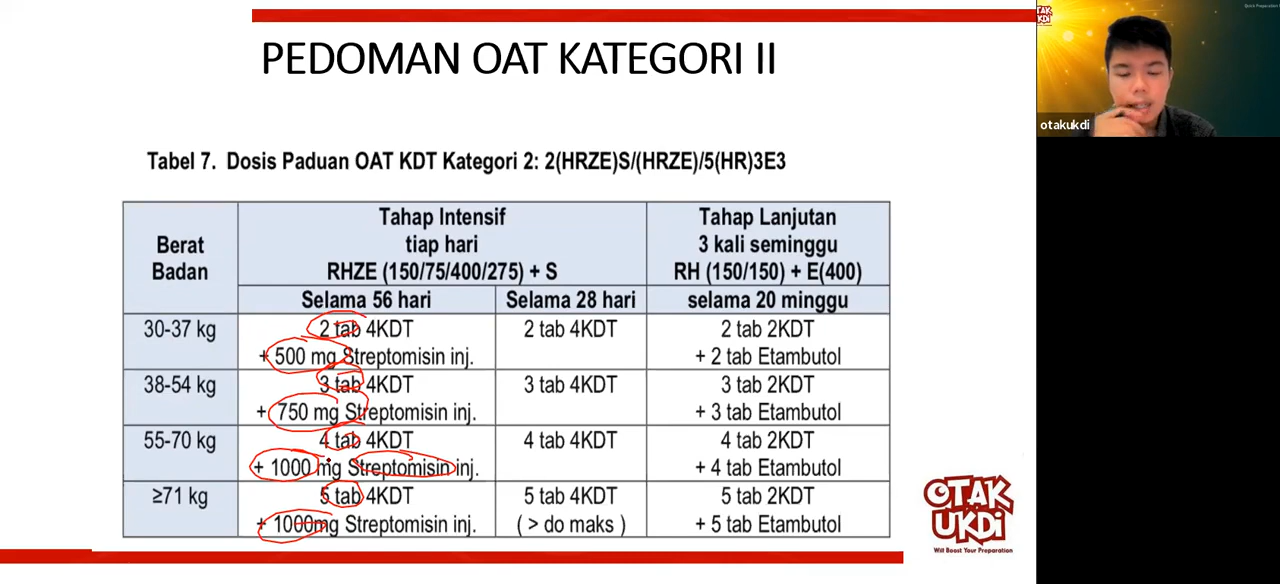 PEDOMAN OAT KATEGORI II
Tabel 7. Dosis Paduan OAT KDT Kategori 2: 2(HRZE)S/(HRZE)/5(HR)3E3
Berat Badan
Tahap Intensif
tiap hari
RHZE (150/75/400/275) + S
Tahap Lanjutan
3 kali seminggu
RH (150/150) + E(400)
Selama 56 hari
Selama 28 hari
selama 20 minggu
30-37 kg
2 tab 4KDT
+ 500 mg Streptomisin inj.
2 tab 4KDT
2 tab 2KDT
+ 2 tab Etambutol
38-54 kg
3 tab 4KDT
+ 750 mg Streptomisin inj.
3 tab 4KDT
3 tab 2KDT
+ 3 tab Etambutol
55-70 kg
4 tab 4KDT
+ 1000 mg Streptomisin inj.
4 tab 4KDT
4 tab 2KDT
+ 4 tab Etambutol
≥71 kg
5 tab 4KDT
+ 1000mg Streptomisin inj.
5 tab 4KDT
( > do maks )
5 tab 2KDT
+ 5 tab Etambutol
OTAK
UKDI
Will Boost Your Preparation
TAK
UKDI
otakukdi